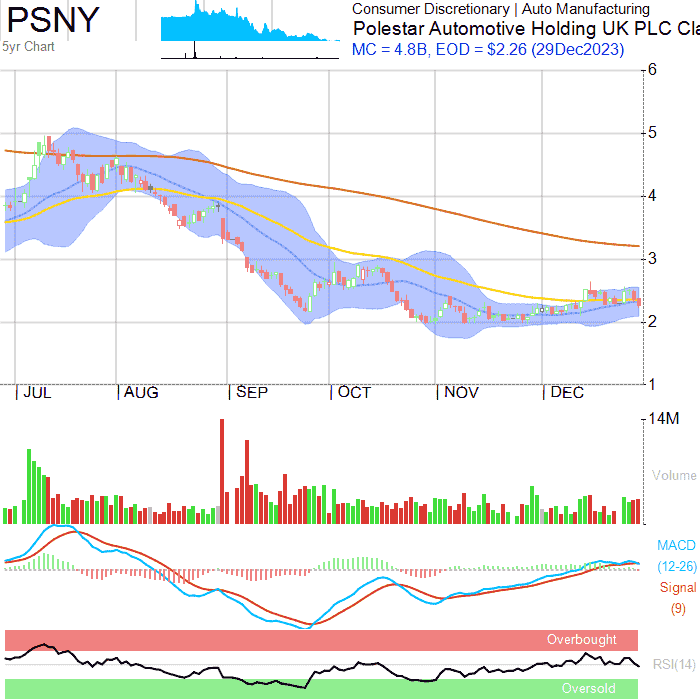 PSNY
5yr Chart
Consumer Discretionary | Auto Manufacturing
Polestar Automotive Holding UK PLC Cla
MC = 4.8B, EOD = $2.26 (29Dec2023)
6
5
4
3
2
1
JUL AUG SEP OCT NOV DEC
14M
Volume
MACD
(12-26)
Signal
(9)
Overbought
RSI(14)
Oversold